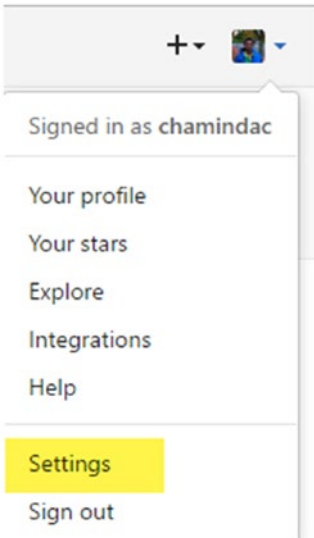 Signed in as chamindac
Your profile
Your stars
Explore
Integrations
Help
Settings
Sign out